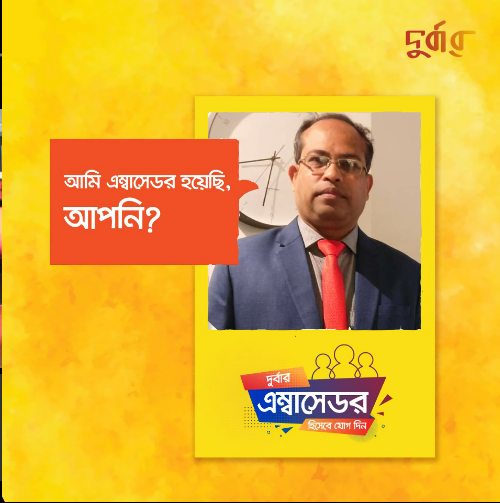 দুর্বার
আমি এম্বাসেডর হয়েছি,
আপনি?
দুর্বার
এম্বাসেডর
হিসেবে যোগ দিন